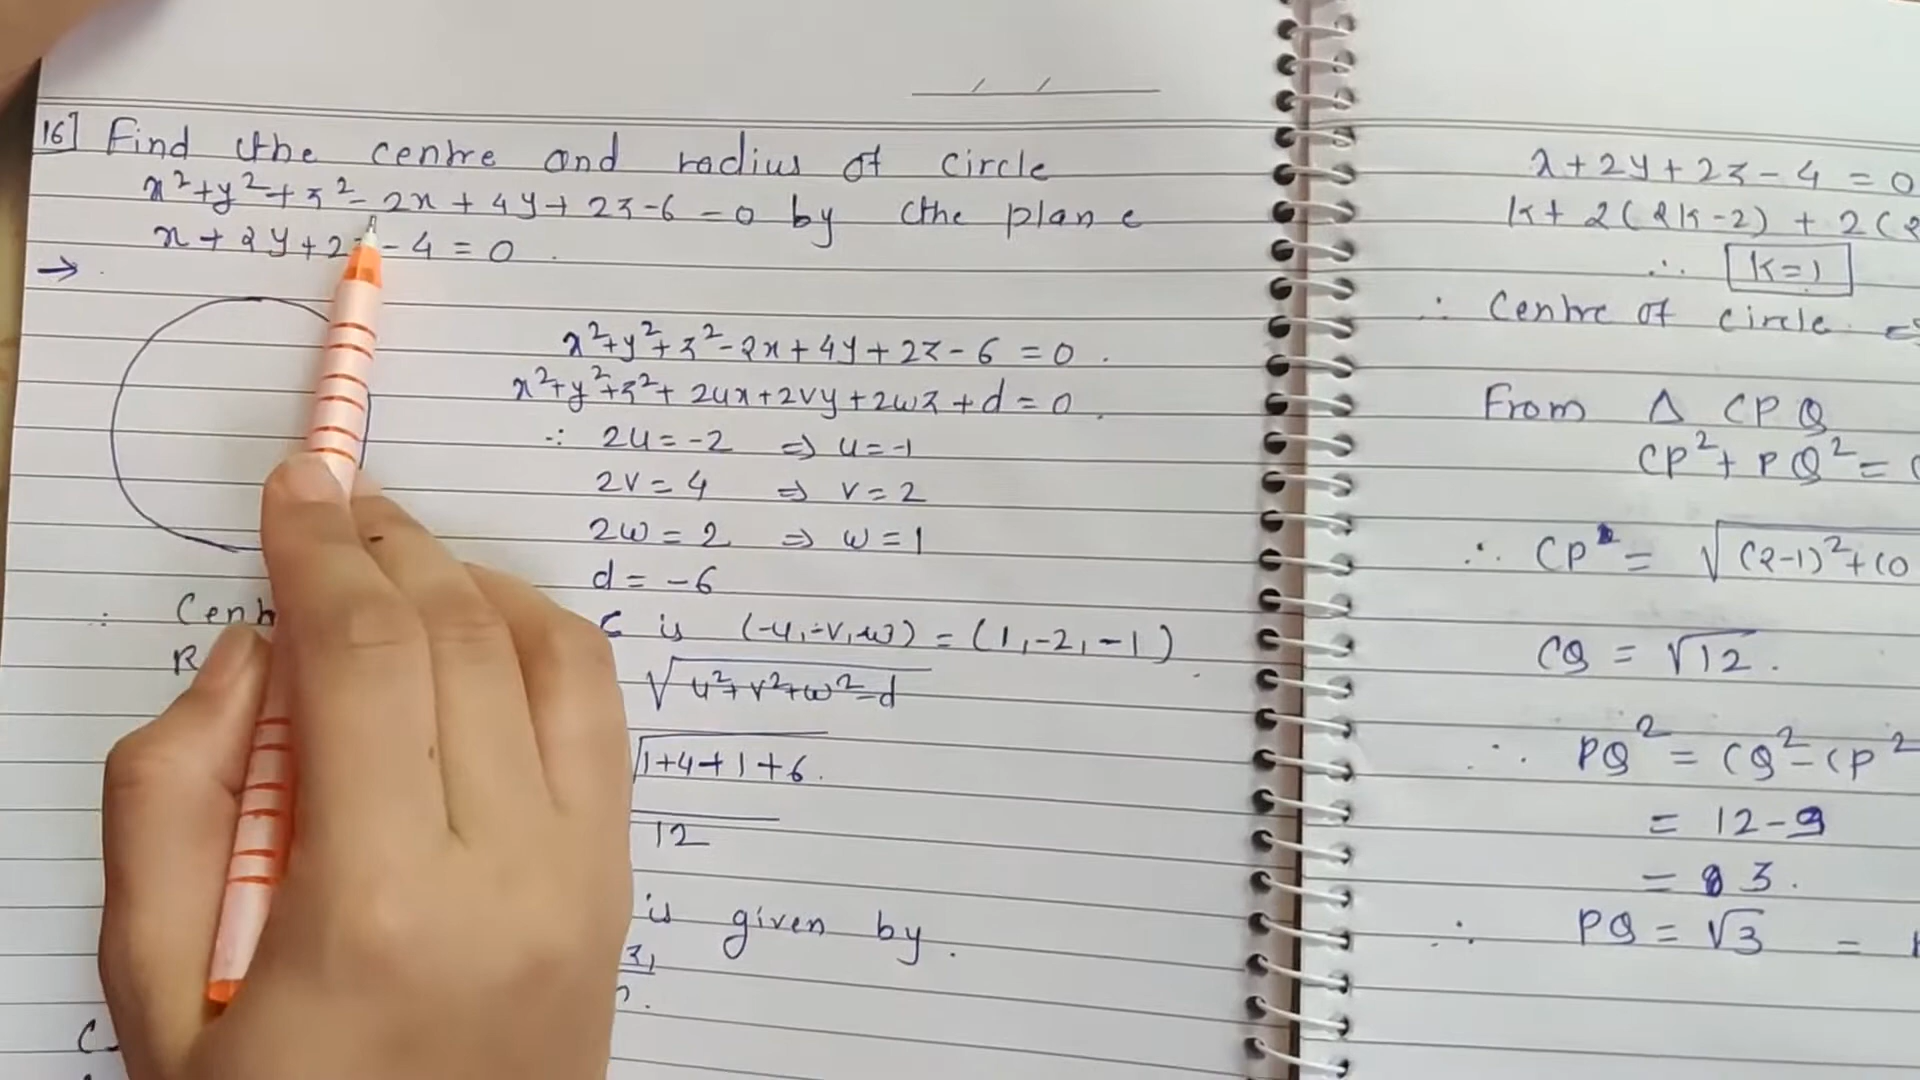 16] Find the centre and radius of circle
x²+y²+z²-2x+4y+2z-6=0 by the plane
x+2y+2z-4=0.
→
x²+y²+z²-2x+4y+2z-6=0.
x²+y²+z²+2ux+2vy+2wz+d=0.
∴ 2u=-2 ⇒ u=-1
2v=4 ⇒ v=2
2w=2 ⇒ w=1
d=-6
∴ C is (-u,-v,-w) = (1,-2,-1)
√u²+v²+w²-d
√1+4+1+6.
12
is given by.
x+2y+2z-4=0
k+2(2k-2)+2(2
∴ k=1
∴ Centre of circle
From Δ CPQ
CP²+PQ²=
∴ CP²= √(2-1)²+(0
CQ = √12.
∴ PQ² = CQ²-CP²
= 12-9
= 3.
∴ PQ = √3 =